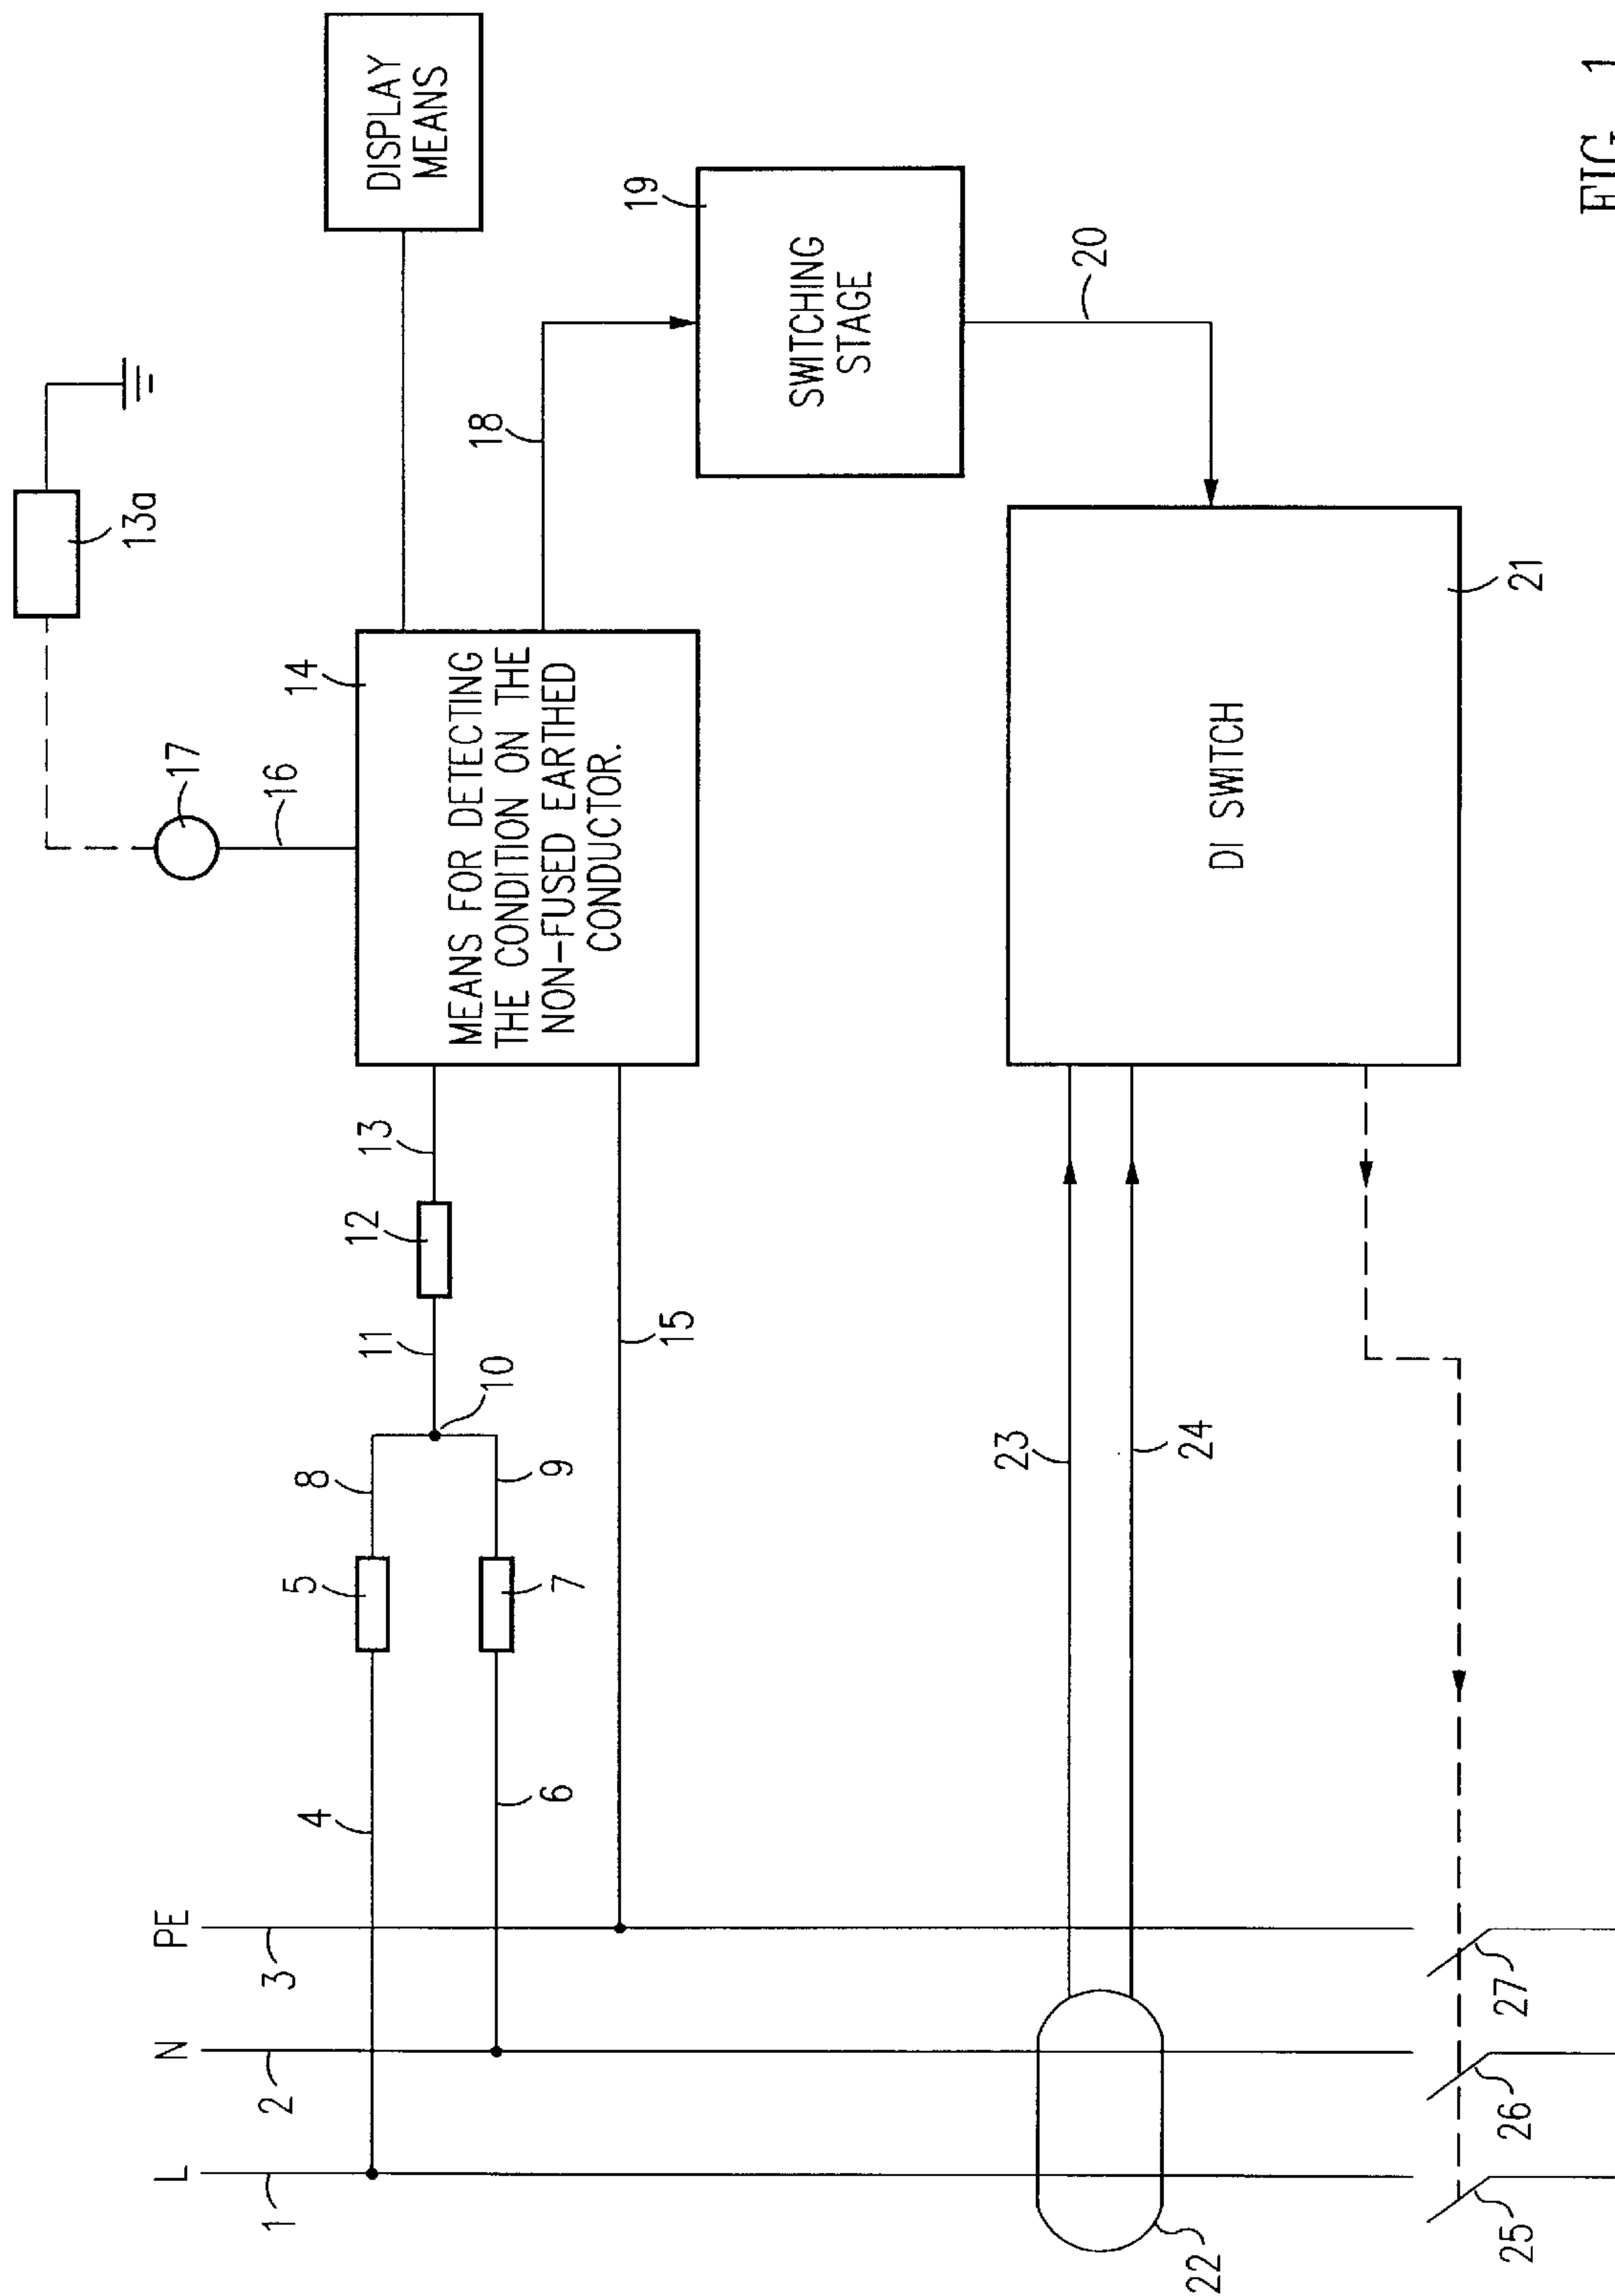 L
N
PE
1
2
3
4
5
6
7
8
9
10
11
12
13
13a
14
MEANS FOR DETECTING
THE CONDITION ON THE
NON-FUSED EARTHED
CONDUCTOR.
15
16
17
DISPLAY
MEANS
18
19
SWITCHING
STAGE
20
DI SWITCH
21
22
23
24
25
26
27
FIG. 1